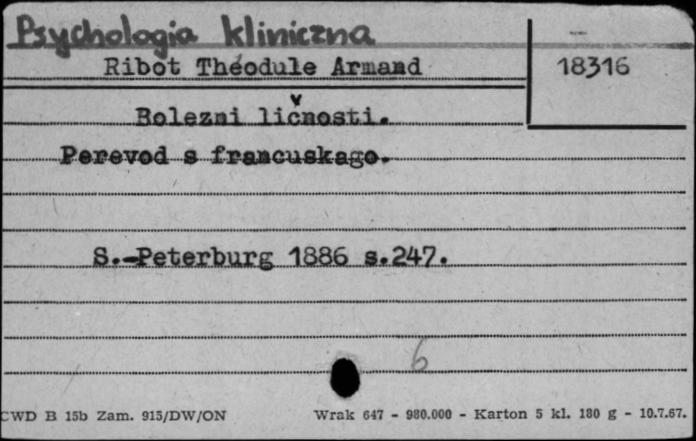 Psychologia kliniczna
Ribot Théodule Armand
18316
Bolezni ličnosti.
Perevod s francuskago.
S.-Peterburg 1886 s.247.
6
CWD B 15b Zam. 915/DW/ON Wrak 647 - 980.000 - Karton 5 kl. 180 g - 10.7.67.